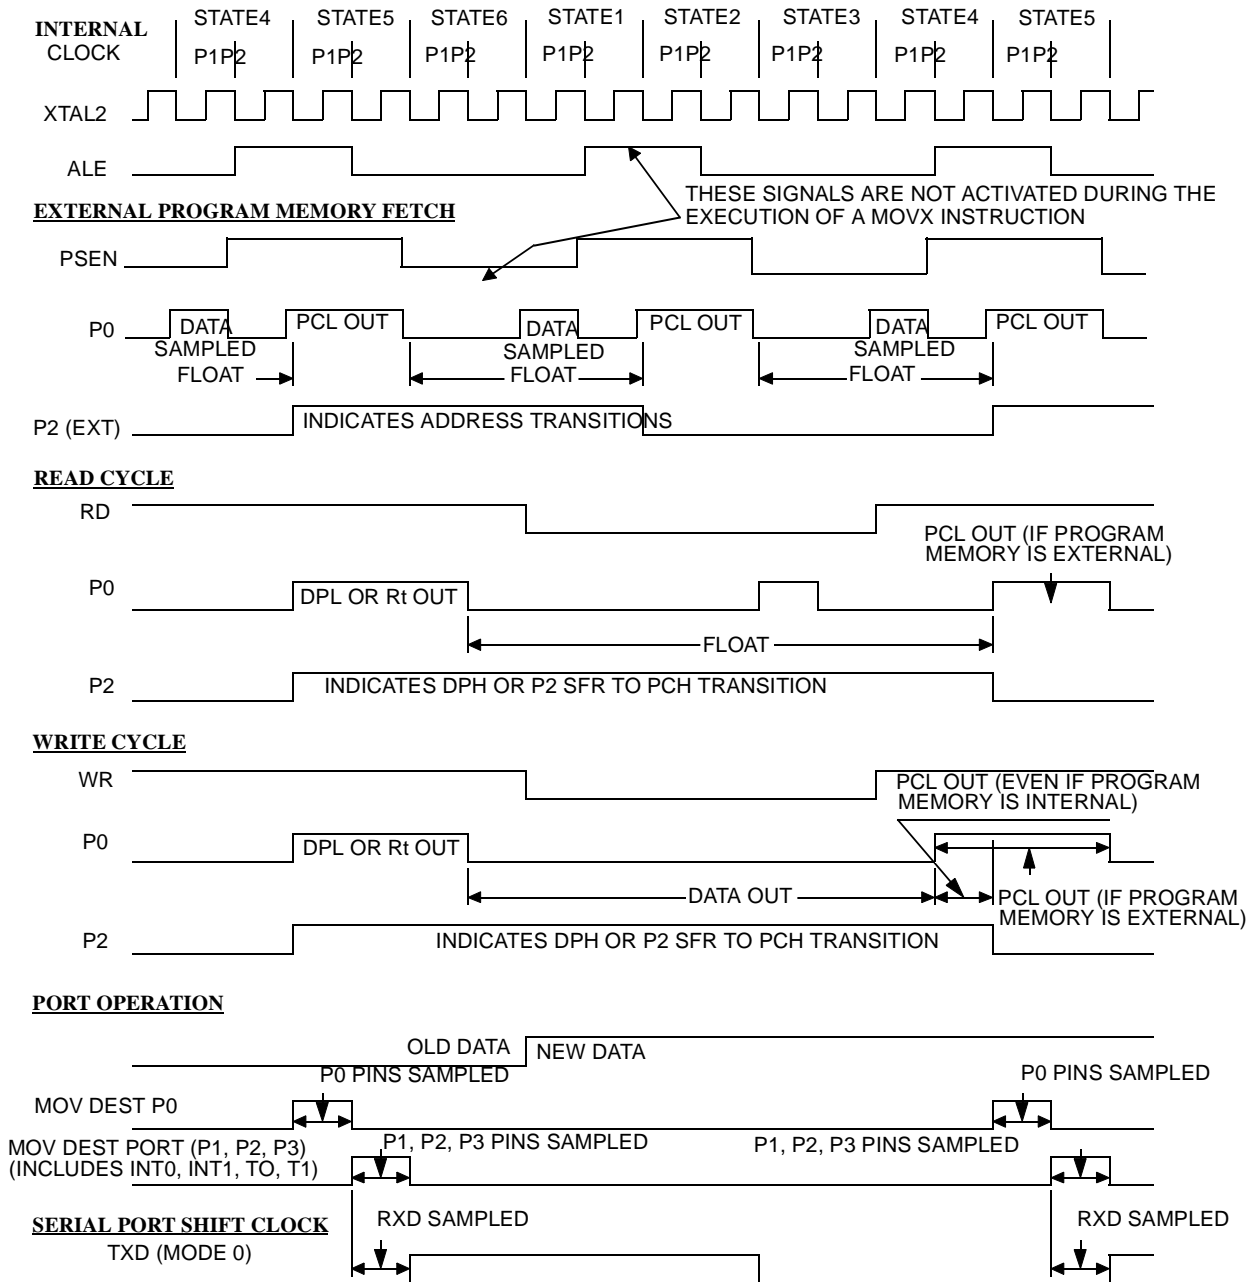 INTERNAL
CLOCK
STATE4 STATE5 STATE6 STATE1 STATE2 STATE3 STATE4 STATE5
P1P2 P1P2 P1P2 P1P2 P1P2 P1P2 P1P2 P1P2
XTAL2
ALE
THESE SIGNALS ARE NOT ACTIVATED DURING THE
EXECUTION OF A MOVX INSTRUCTION
EXTERNAL PROGRAM MEMORY FETCH
PSEN
P0
DATA PCL OUT DATA PCL OUT DATA PCL OUT
SAMPLED SAMPLED SAMPLED
FLOAT FLOAT FLOAT
P2 (EXT)
INDICATES ADDRESS TRANSITIONS
READ CYCLE
RD
PCL OUT (IF PROGRAM
MEMORY IS EXTERNAL)
P0
DPL OR Rt OUT
FLOAT
P2
INDICATES DPH OR P2 SFR TO PCH TRANSITION
WRITE CYCLE
WR
PCL OUT (EVEN IF PROGRAM
MEMORY IS INTERNAL)
P0
DPL OR Rt OUT
DATA OUT
PCL OUT (IF PROGRAM
MEMORY IS EXTERNAL)
P2
INDICATES DPH OR P2 SFR TO PCH TRANSITION
PORT OPERATION
OLD DATA NEW DATA
P0 PINS SAMPLED P0 PINS SAMPLED
MOV DEST P0
MOV DEST PORT (P1, P2, P3)
(INCLUDES INT0, INT1, TO, T1)
P1, P2, P3 PINS SAMPLED P1, P2, P3 PINS SAMPLED
SERIAL PORT SHIFT CLOCK
TXD (MODE 0)
RXD SAMPLED RXD SAMPLED